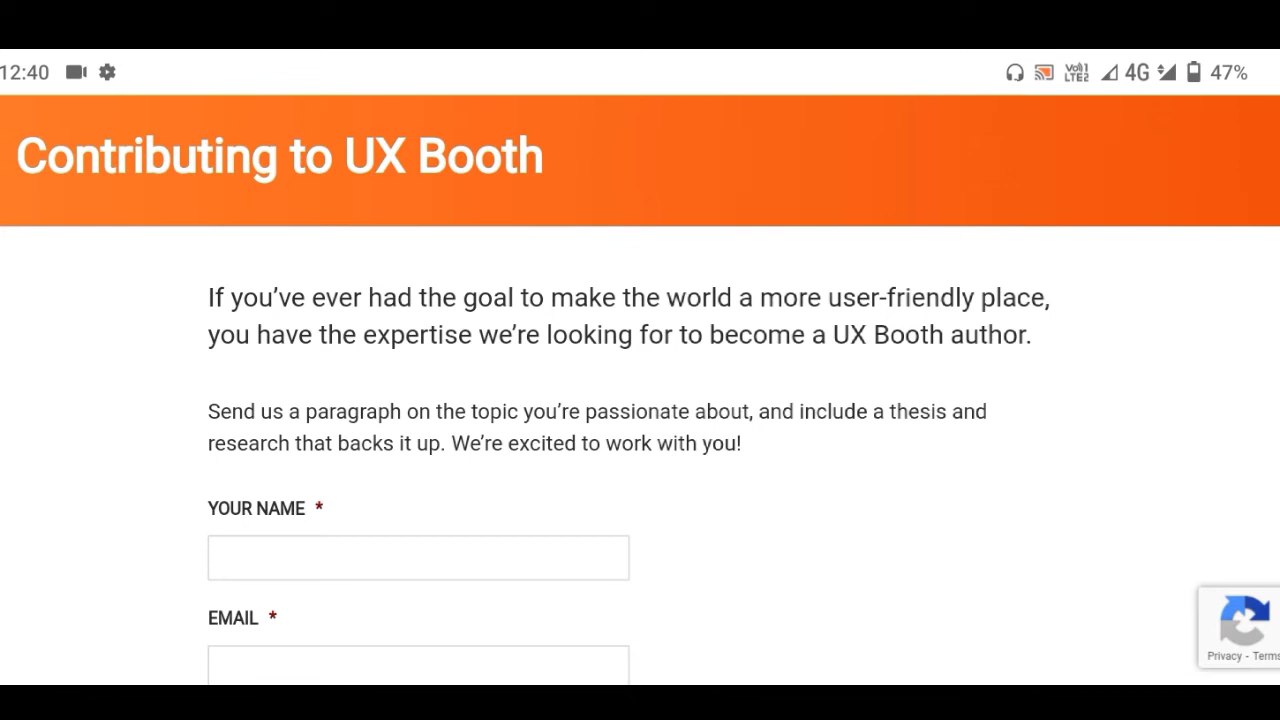 12:40 Vol1 LTE2 4G 47%
Contributing to UX Booth
If you’ve ever had the goal to make the world a more user-friendly place,
you have the expertise we’re looking for to become a UX Booth author.
Send us a paragraph on the topic you’re passionate about, and include a thesis and
research that backs it up. We’re excited to work with you!
YOUR NAME *
EMAIL *
Privacy - Terms